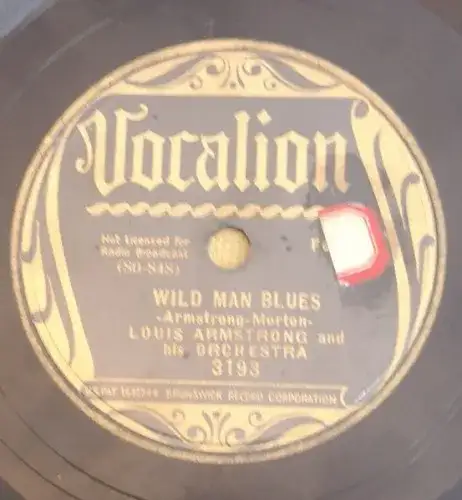 Vocalion
Not Licensed for
Radio Broadcast
(SO-848)
WILD MAN BLUES
-Armstrong-Morton-
LOUIS ARMSTRONG and
his ORCHESTRA
3193
BRUNSWICK RECORD CORPORATION